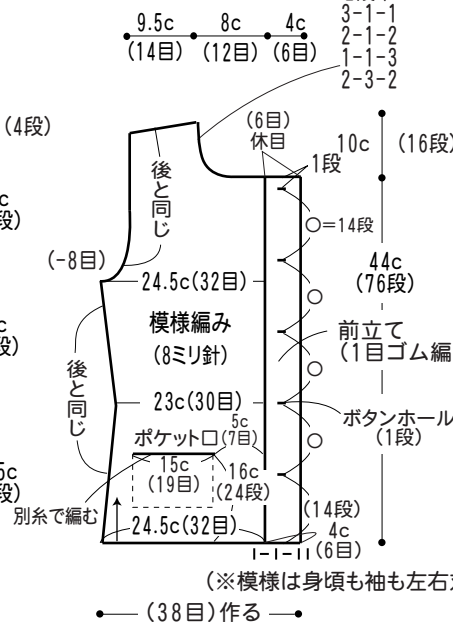 9.5c 8c 4c
(14目) (12目) (6目)
3-1-1
2-1-2
1-1-3
2-3-2
(4段)
(6目)
休目
1段
10c (16段)
後と同じ
○=14段
(-8目)
24.5c(32目)
44c
(76段)
模様編み
(8ミリ針)
前立て
(1目ゴム編
後と同じ
23c(30目)
ボタンホール
(1段)
ポケット口
5c
(7目)
15c
(19目)
16c
(24段)
別糸で編む
24.5c(32目)
(14段)
4c
(6目)
I-I-II
(※模様は身頃も袖も左右
(38目)作る